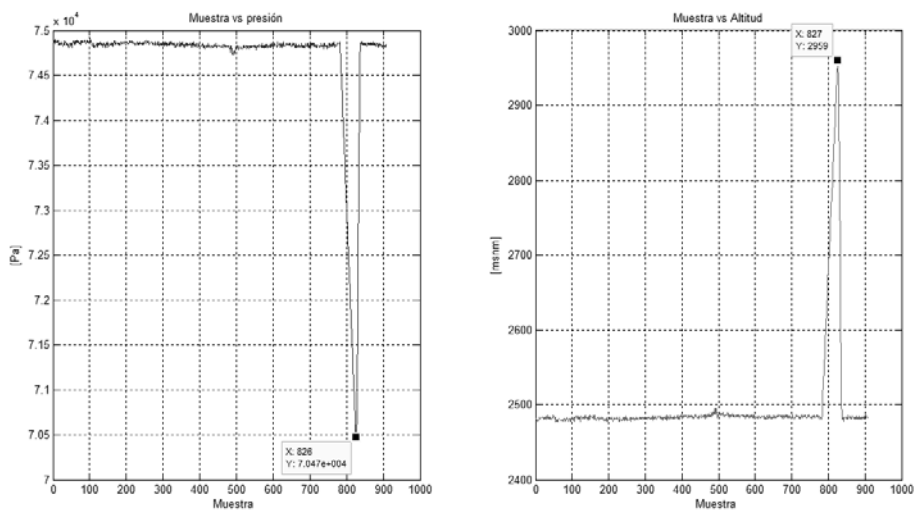 x 10^4
Muestra vs presión
7.5
7.45
7.4
7.35
7.3
7.25
7.2
7.15
7.1
7.05
7
[Pa]
X: 826
Y: 7.047e+004
0 100 200 300 400 500 600 700 800 900 1000
Muestra
Muestra vs Altitud
X: 827
Y: 2959
3000
2900
2800
2700
2600
2500
2400
[msnm]
0 100 200 300 400 500 600 700 800 900 1000
Muestra